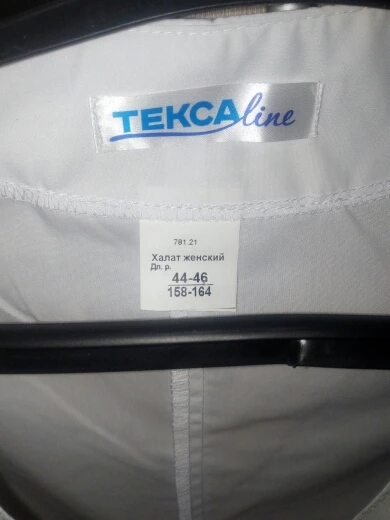 ТЕКСАline
781.21
Халат женский
Дл. р.
44-46
158-164